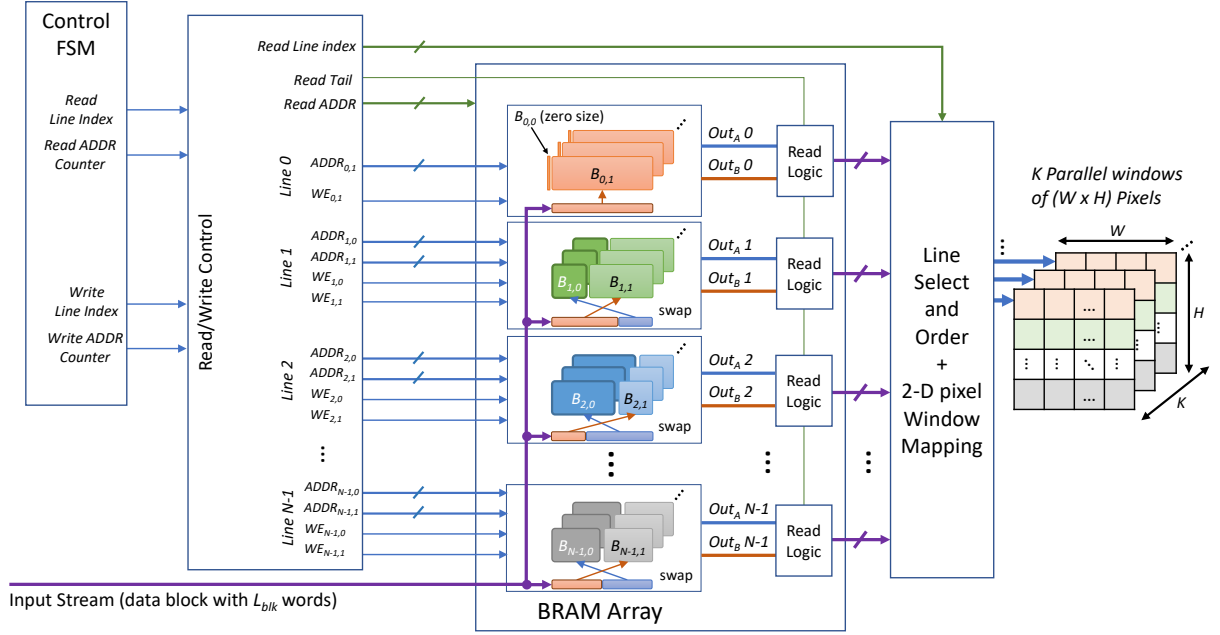 Control
FSM
Read
Line Index
Read ADDR
Counter
Write
Line Index
Write ADDR
Counter
Read/Write Control
Read Line index
Read Tail
Read ADDR
Line 0
ADDR0,1
WE0,1
Line 1
ADDR1,0
ADDR1,1
WE1,0
WE1,1
Line 2
ADDR2,0
ADDR2,1
WE2,0
WE2,1
...
Line N-1
ADDRN-1,0
ADDRN-1,1
WEN-1,0
WEN-1,1
Input Stream (data block with Lblk words)
B0,0 (zero size)
...
B0,1
OutA 0
OutB 0
Read
Logic
...
B1,0
B1,1
swap
OutA 1
OutB 1
Read
Logic
...
B2,0
B2,1
swap
OutA 2
OutB 2
Read
Logic
...
...
...
...
BN-1,0
BN-1,1
swap
OutA N-1
OutB N-1
Read
Logic
BRAM Array
Line
Select
and
Order
+
2-D pixel
Window
Mapping
K Parallel windows
of (W x H) Pixels
...
W
...
H
...
...
...
...
...
K